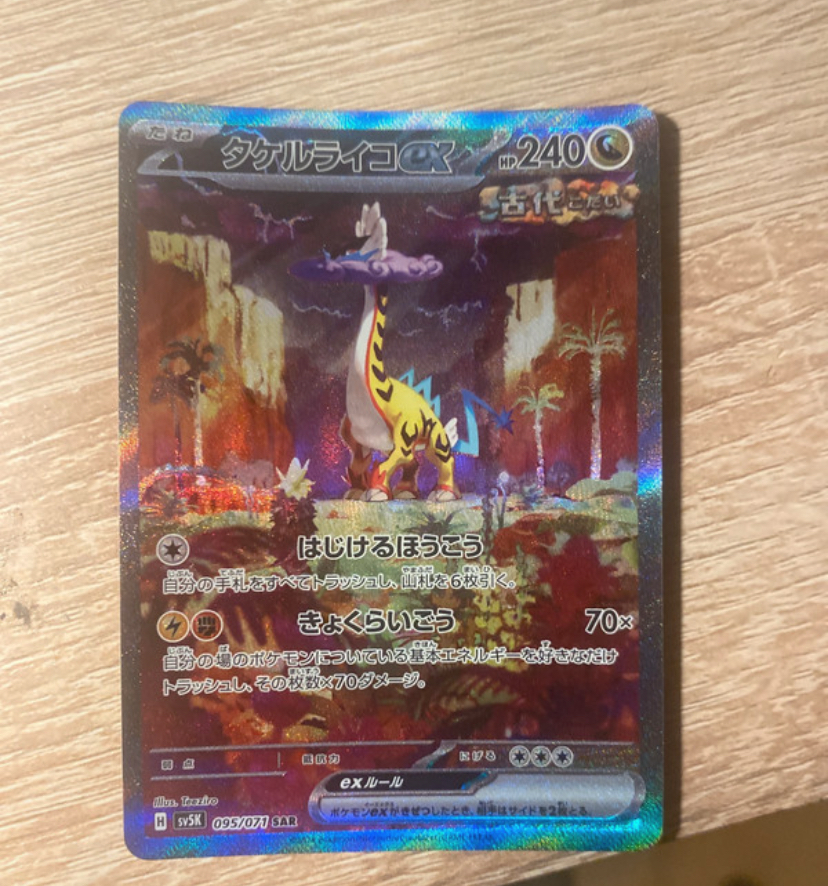 たね
タケルライコex HP240
古代こだい
はじけるほうこう
自分の手札をすべてトラッシュし、山札を6枚引く。
きょくらいごう 70×
自分の場のポケモンについている基本エネルギーを好きなだけ
トラッシュし、その枚数×70ダメージ。
弱点 抵抗力 にげる
exルール
ポケモンexがきぜつしたとき、相手はサイドを2枚とる。
Illus. Teeziro
H SV5K 095/071 SAR